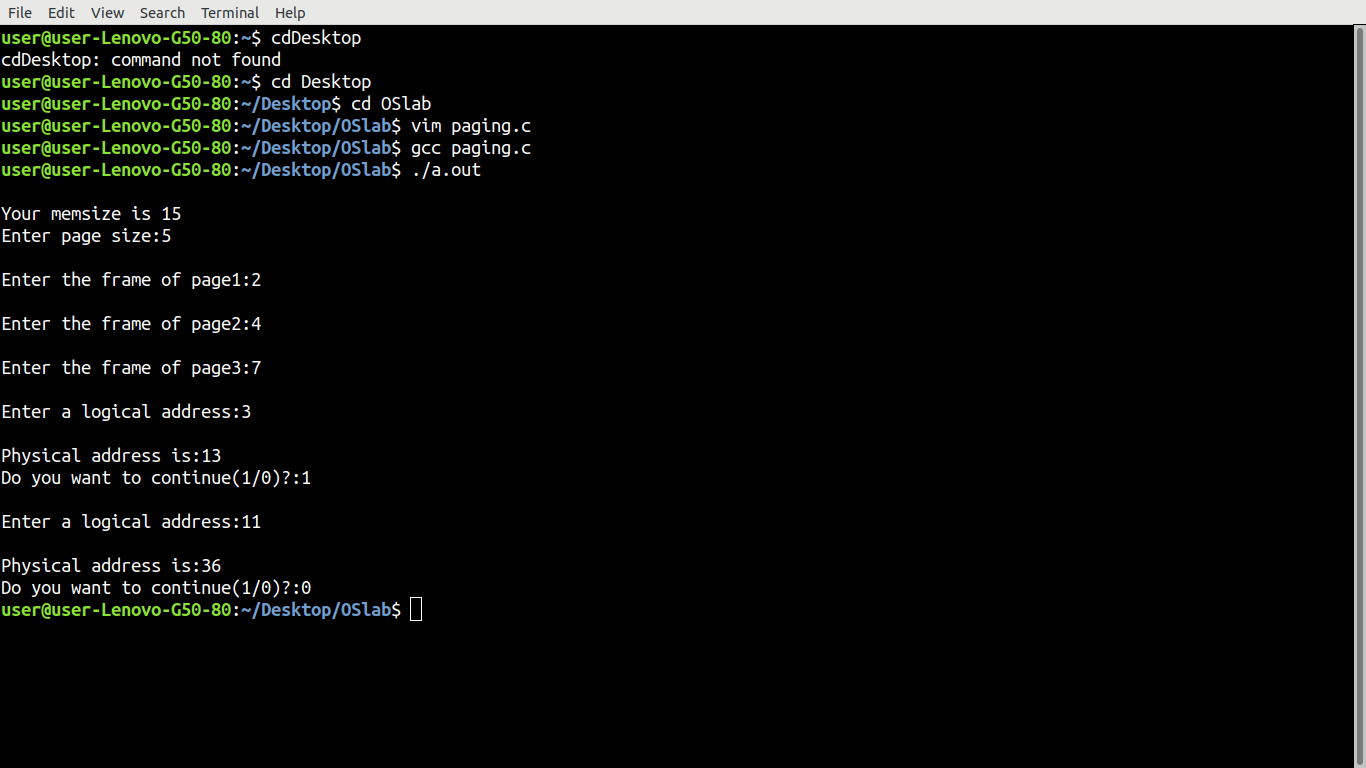 File Edit View Search Terminal Help
user@user-Lenovo-G50-80:~$ cdDesktop
cdDesktop: command not found
user@user-Lenovo-G50-80:~$ cd Desktop
user@user-Lenovo-G50-80:~/Desktop$ cd OSlab
user@user-Lenovo-G50-80:~/Desktop/OSlab$ vim paging.c
user@user-Lenovo-G50-80:~/Desktop/OSlab$ gcc paging.c
user@user-Lenovo-G50-80:~/Desktop/OSlab$ ./a.out
Your memsize is 15
Enter page size:5
Enter the frame of page1:2
Enter the frame of page2:4
Enter the frame of page3:7
Enter a logical address:3
Physical address is:13
Do you want to continue(1/0)?:1
Enter a logical address:11
Physical address is:36
Do you want to continue(1/0)?:0
user@user-Lenovo-G50-80:~/Desktop/OSlab$